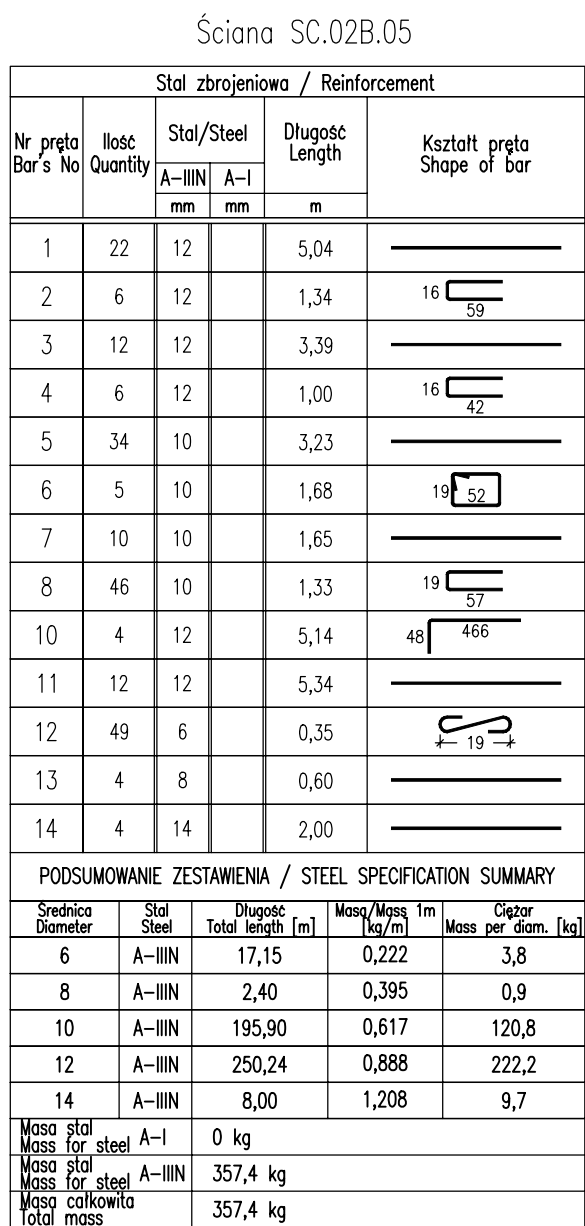 Ściana SC.02B.05
Stal zbrojeniowa / Reinforcement
Nr pręta
Bar's No
Ilość
Quantity
Stal/Steel
A-IIIN A-I
mm mm
Długość
Length
m
Kształt pręta
Shape of bar
1 22 12 5,04
2 6 12 1,34 16 59
3 12 12 3,39
4 6 12 1,00 16 42
5 34 10 3,23
6 5 10 1,68 19 52
7 10 10 1,65
8 46 10 1,33 19 57
10 4 12 5,14 48 466
11 12 12 5,34
12 49 6 0,35 19
13 4 8 0,60
14 4 14 2,00
PODSUMOWANIE ZESTAWIENIA / STEEL SPECIFICATION SUMMARY
Średnica
Diameter
Stal
Steel
Długość
Total length [m]
Masa/Mass 1m
[kg/m]
Ciężar
Mass per diam. [kg]
6 A-IIIN 17,15 0,222 3,8
8 A-IIIN 2,40 0,395 0,9
10 A-IIIN 195,90 0,617 120,8
12 A-IIIN 250,24 0,888 222,2
14 A-IIIN 8,00 1,208 9,7
Masa stal
Mass for steel A-I 0 kg
Masa stal
Mass for steel A-IIIN 357,4 kg
Masa całkowita
Total mass 357,4 kg